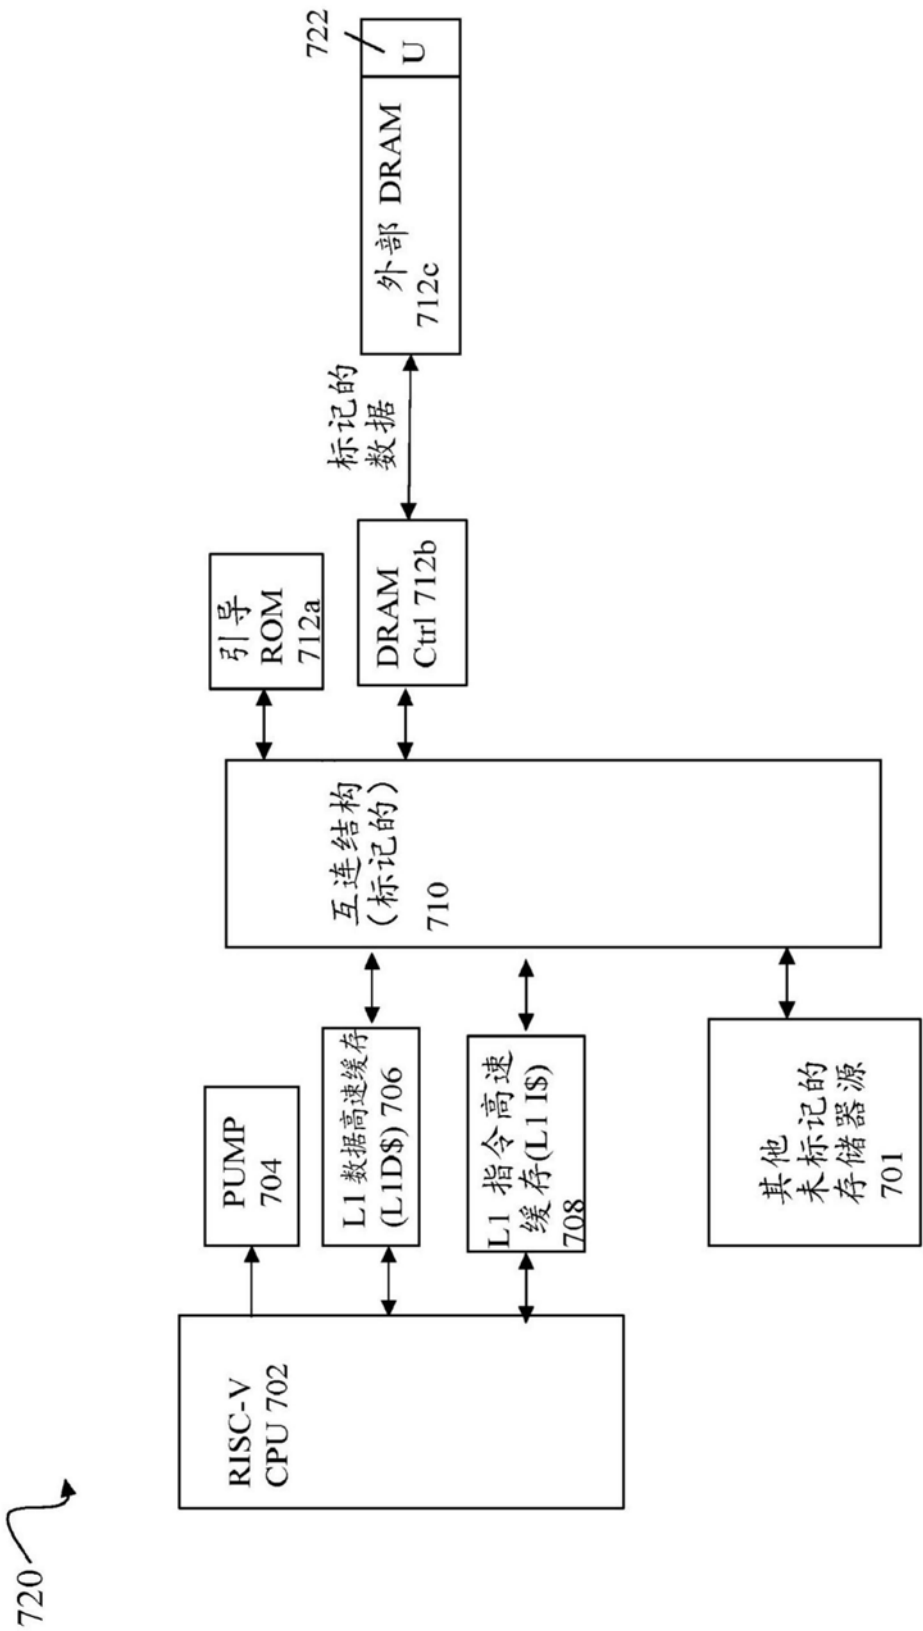 720
RISC-V
CPU 702
PUMP
704
L1 数据高速缓存
(L1D$) 706
L1 指令高速
缓存(L1 I$)
708
其他
未标记的
存储器源
701
互连结构
(标记的)
710
引导
ROM
712a
DRAM
Ctrl 712b
标记的
数据
外部 DRAM
712c
U
722